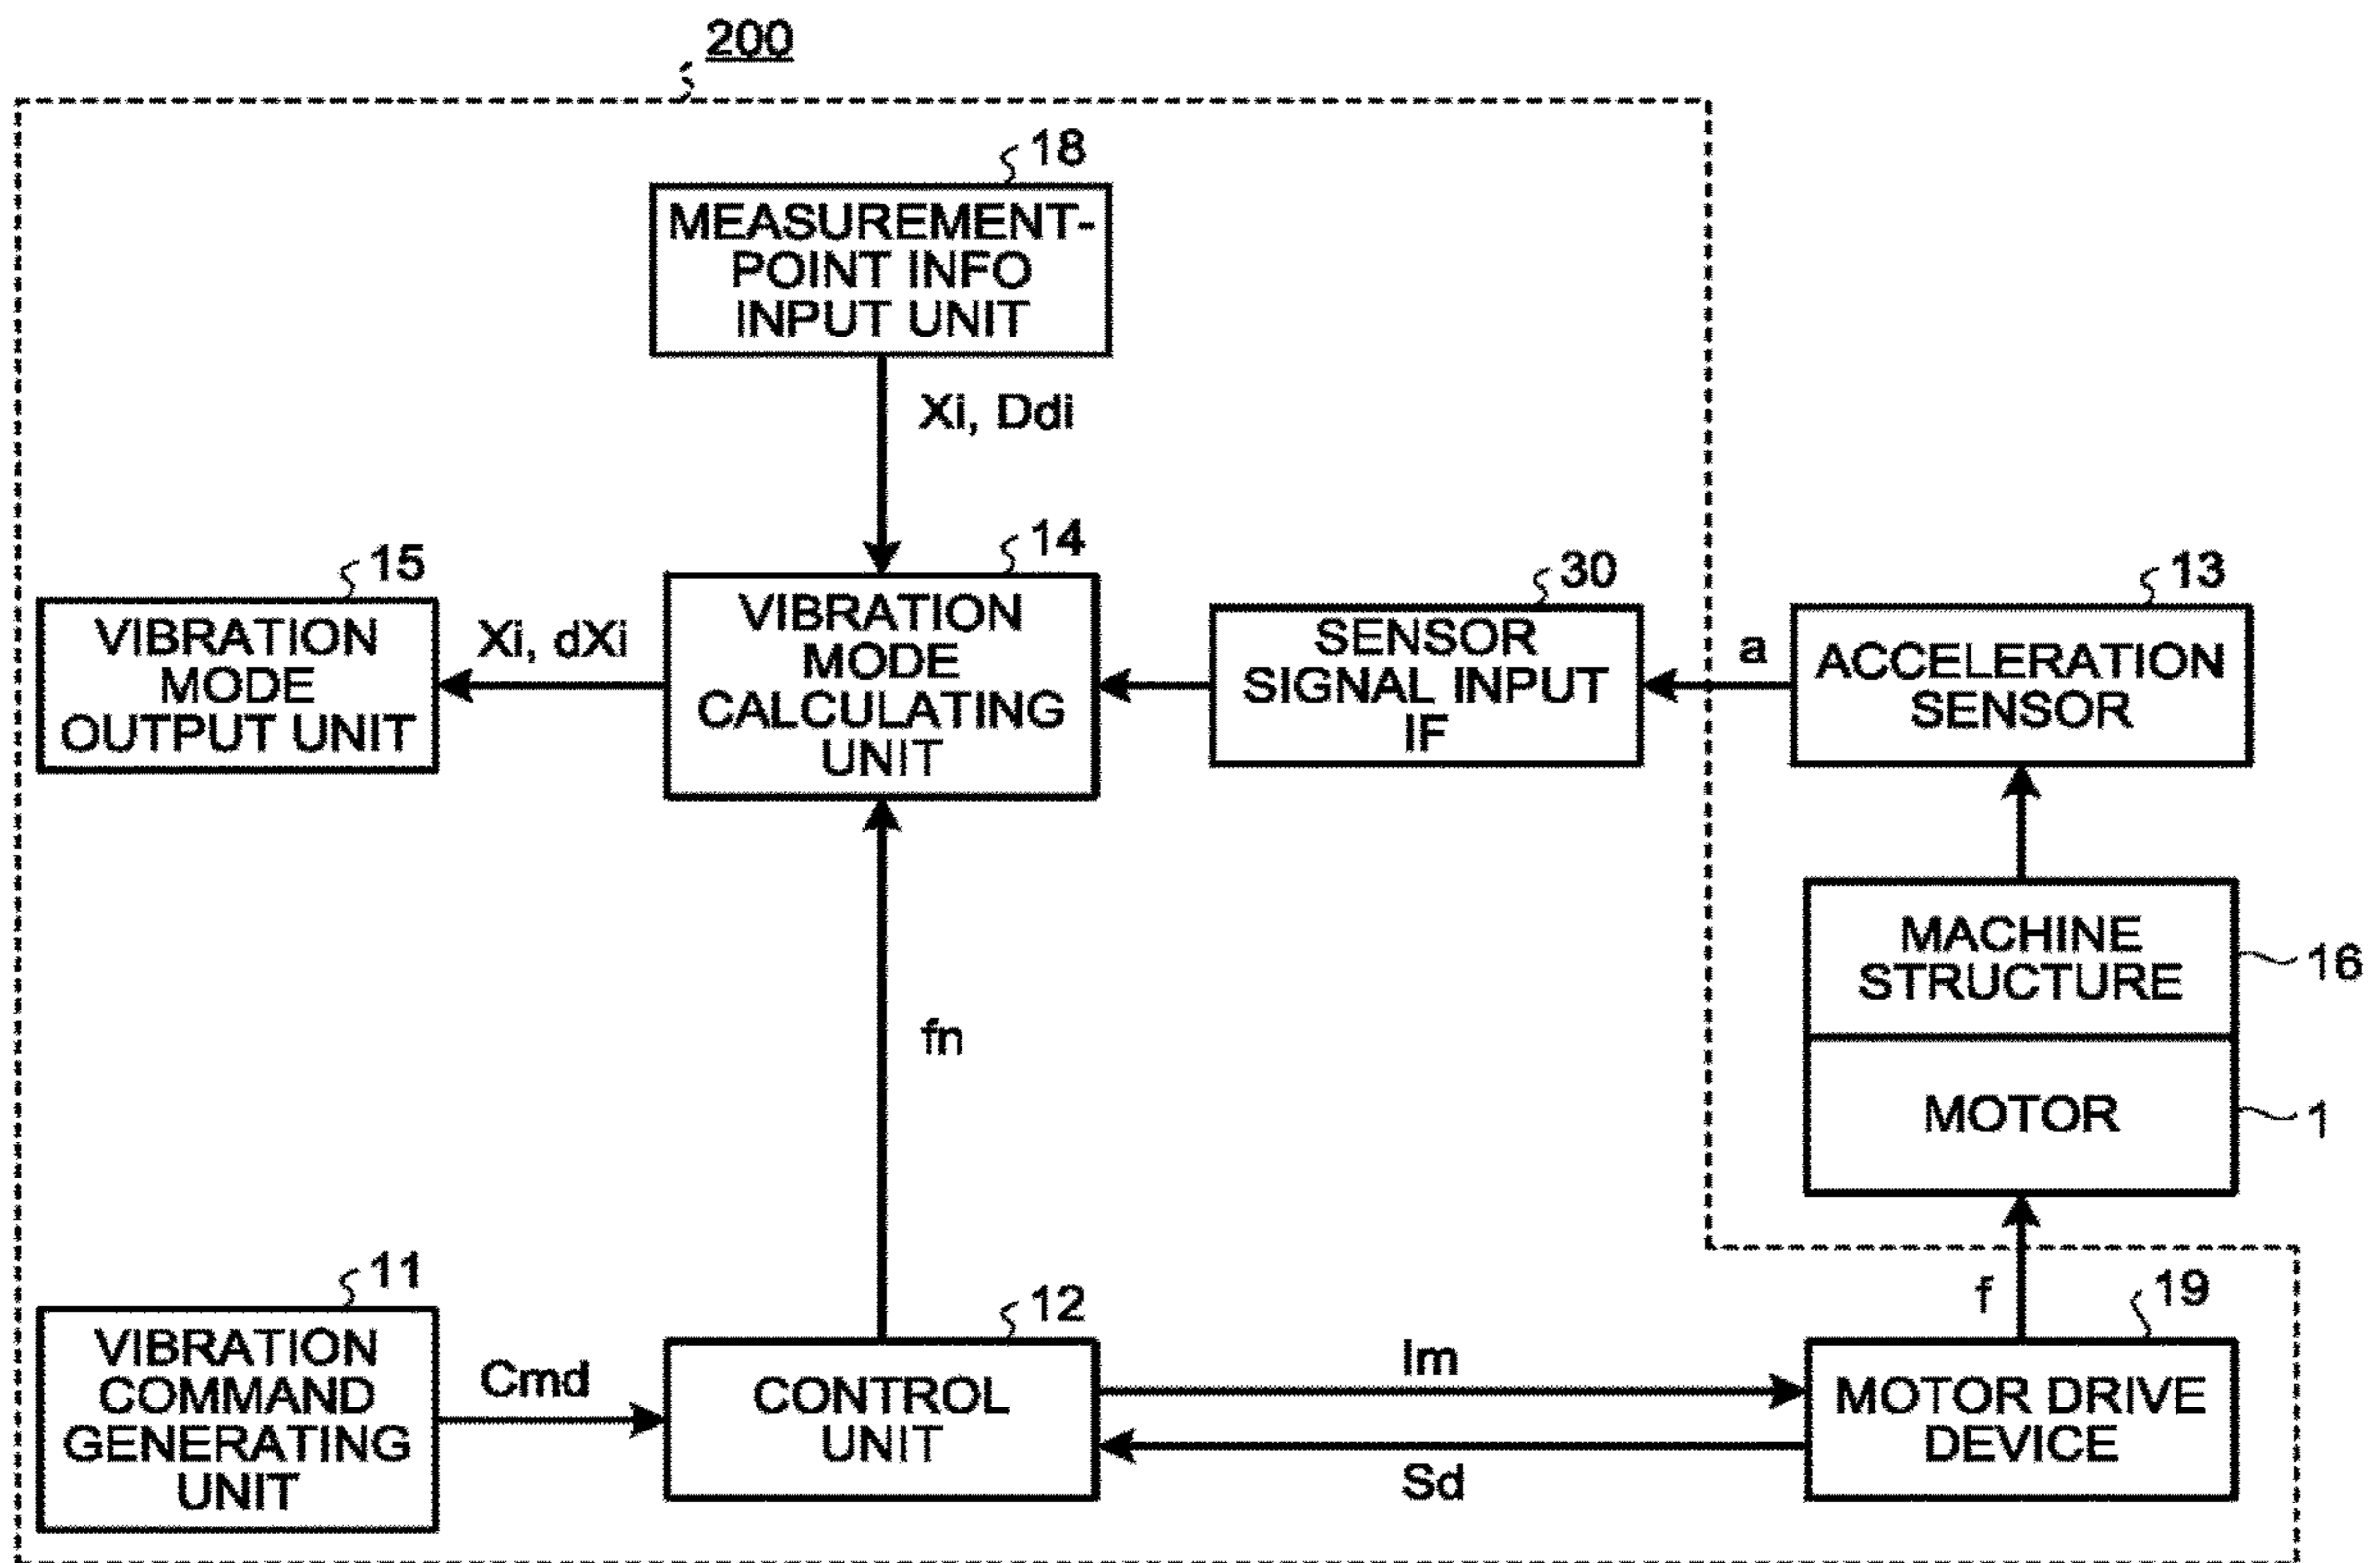 200
18
MEASUREMENT-
POINT INFO
INPUT UNIT
Xi, Ddi
15
VIBRATION
MODE
OUTPUT UNIT
Xi, dXi
14
VIBRATION
MODE
CALCULATING
UNIT
30
SENSOR
SIGNAL INPUT
IF
a
13
ACCELERATION
SENSOR
MACHINE
STRUCTURE
16
MOTOR
1
fn
11
VIBRATION
COMMAND
GENERATING
UNIT
Cmd
12
CONTROL
UNIT
Im
Sd
f
19
MOTOR DRIVE
DEVICE